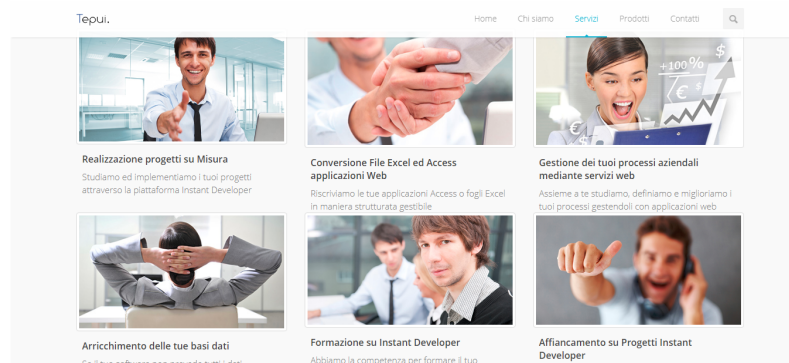 Tepui.
Home Chi siamo Servizi Prodotti Contatti
+100 %
$
€ $
€
Realizzazione progetti su Misura
Studiamo ed implementiamo i tuoi progetti
attraverso la plattaforma Instant Developer
Conversione File Excel ed Access
applicazioni Web
Riscriviamo le tue applicazioni Access o fogli Excel
in maniera strutturata gestibile
Gestione dei tuoi processi aziendali
mediante servizi web
Assieme a te studiamo, definiamo e miglioriamo i
tuoi processi gestendoli con applicazioni web
Arricchimento delle tue basi dati
Formazione su Instant Developer
Abbiamo la competenza per formare il tuo
Affiancamento su Progetti Instant
Developer